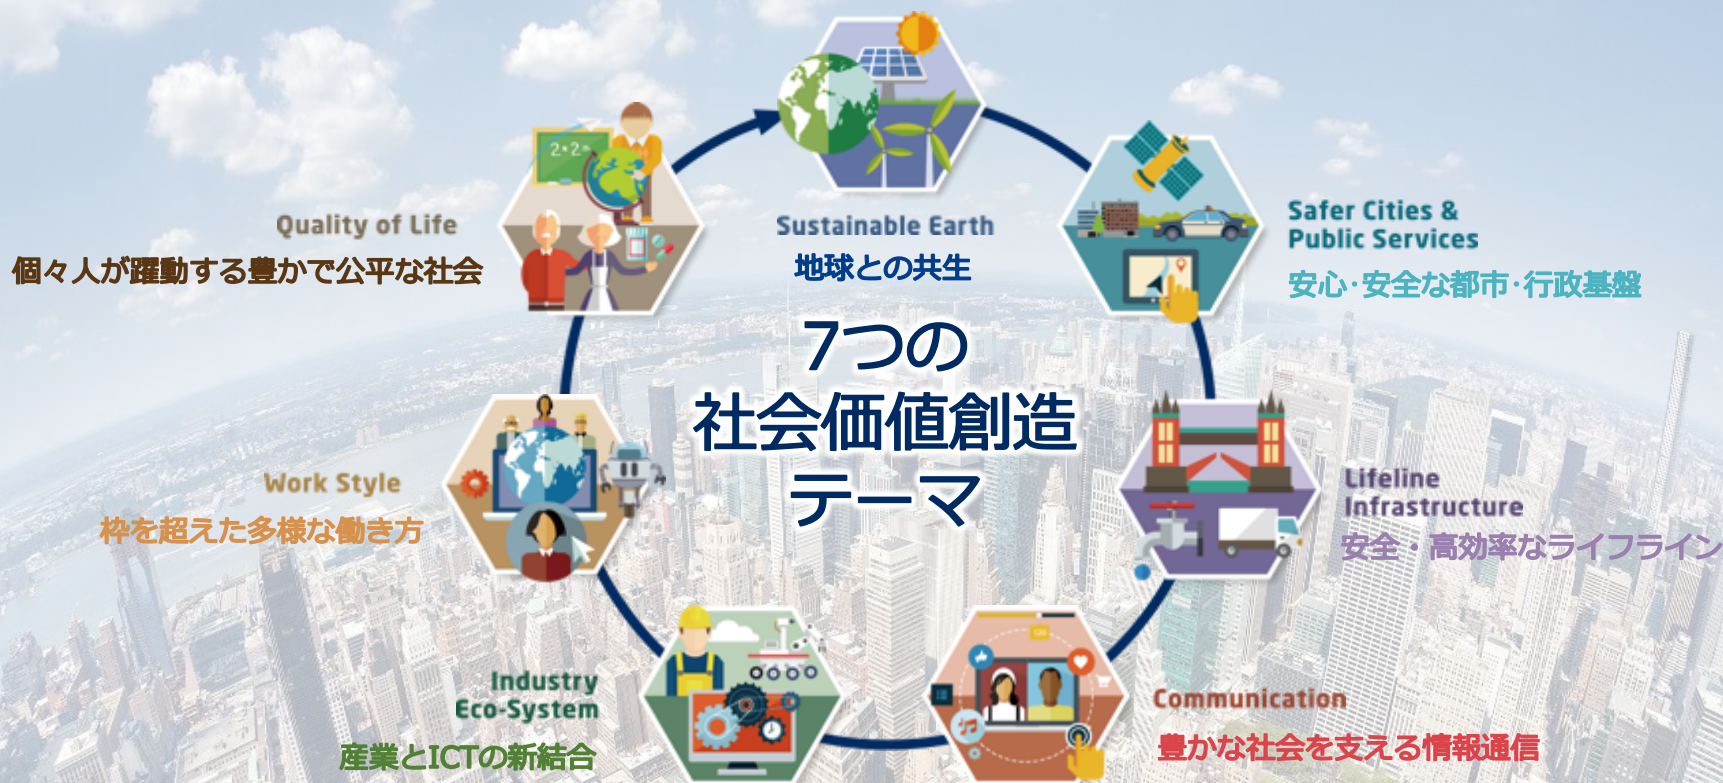 Sustainable Earth
地球との共生
Safer Cities &
Public Services
安心・安全な都市・行政基盤
Lifeline
Infrastructure
安全・高効率なライフライン
Communication
豊かな社会を支える情報通信
Industry
Eco-System
産業とICTの新結合
Work Style
枠を超えた多様な働き方
Quality of Life
個々人が躍動する豊かで公平な社会
7つの
社会価値創造
テーマ
2×2=
120